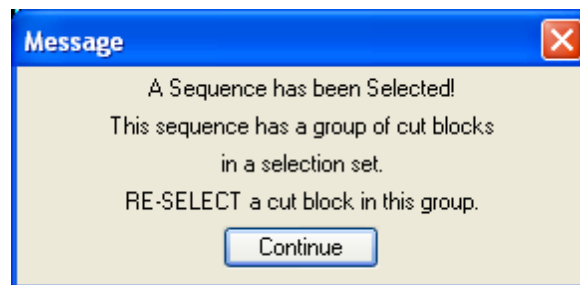 Message
A Sequence has been Selected!
This sequence has a group of cut blocks
in a selection set.
RE-SELECT a cut block in this group.
Continue